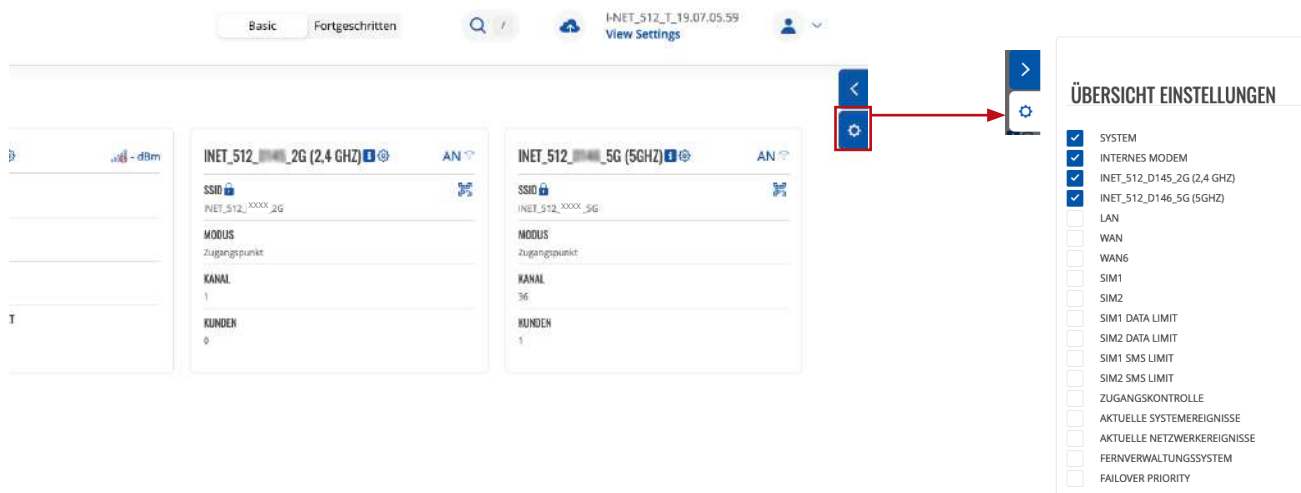 Basic Fortgeschritten / I-NET_512_T_19.07.05.59
View Settings
ÜBERSICHT EINSTELLUNGEN
- dBm
INET_512_ _2G (2,4 GHZ) AN
SSID
INET_512_ XXXX _2G
MODUS
Zugangspunkt
KANAL
1
KUNDEN
0
T
INET_512_ _5G (5GHZ) AN
SSID
INET_512_ XXXX _5G
MODUS
Zugangspunkt
KANAL
36
KUNDEN
1
SYSTEM
INTERNES MODEM
INET_512_D145_2G (2,4 GHZ)
INET_512_D146_5G (5GHZ)
LAN
WAN
WAN6
SIM1
SIM2
SIM1 DATA LIMIT
SIM2 DATA LIMIT
SIM1 SMS LIMIT
SIM2 SMS LIMIT
ZUGANGSKONTROLLE
AKTUELLE SYSTEMEREIGNISSE
AKTUELLE NETZWERKEREIGNISSE
FERNVERWALTUNGSSYSTEM
FAILOVER PRIORITY